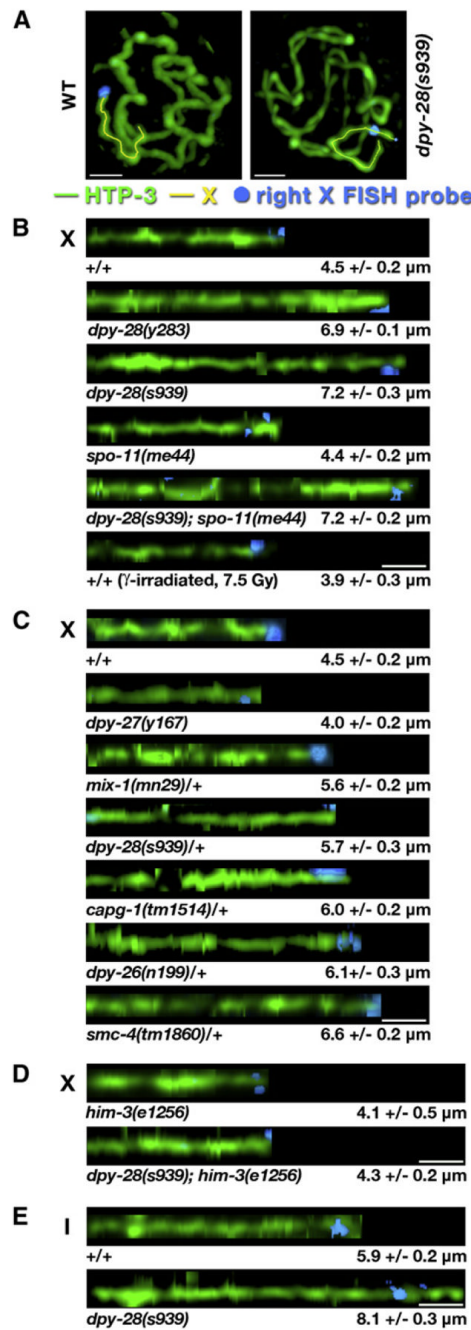 A
WT
dpy-28(s939)
HTP-3 X right X FISH probe
B
X
+/+ 4.5 +/- 0.2 µm
dpy-28(y283) 6.9 +/- 0.1 µm
dpy-28(s939) 7.2 +/- 0.3 µm
spo-11(me44) 4.4 +/- 0.2 µm
dpy-28(s939); spo-11(me44) 7.2 +/- 0.2 µm
+/+ (γ-irradiated, 7.5 Gy) 3.9 +/- 0.3 µm
C
X
+/+ 4.5 +/- 0.2 µm
dpy-27(y167) 4.0 +/- 0.2 µm
mix-1(mn29)/+ 5.6 +/- 0.2 µm
dpy-28(s939)/+ 5.7 +/- 0.3 µm
capg-1(tm1514)/+ 6.0 +/- 0.2 µm
dpy-26(n199)/+ 6.1+/- 0.3 µm
smc-4(tm1860)/+ 6.6 +/- 0.2 µm
D
X
him-3(e1256) 4.1 +/- 0.5 µm
dpy-28(s939); him-3(e1256) 4.3 +/- 0.2 µm
E
I
+/+ 5.9 +/- 0.2 µm
dpy-28(s939) 8.1 +/- 0.3 µm